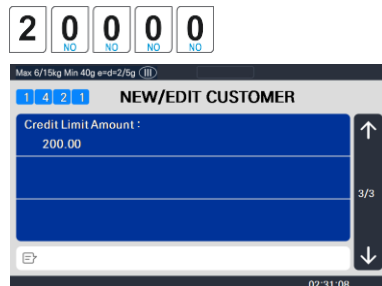 2 0 0 0 0
NO NO NO NO
Max 6/15kg Min 40g e=d=2/5g III
1 4 2 1 NEW/EDIT CUSTOMER
Credit Limit Amount :
200.00
3/3
02:31:08